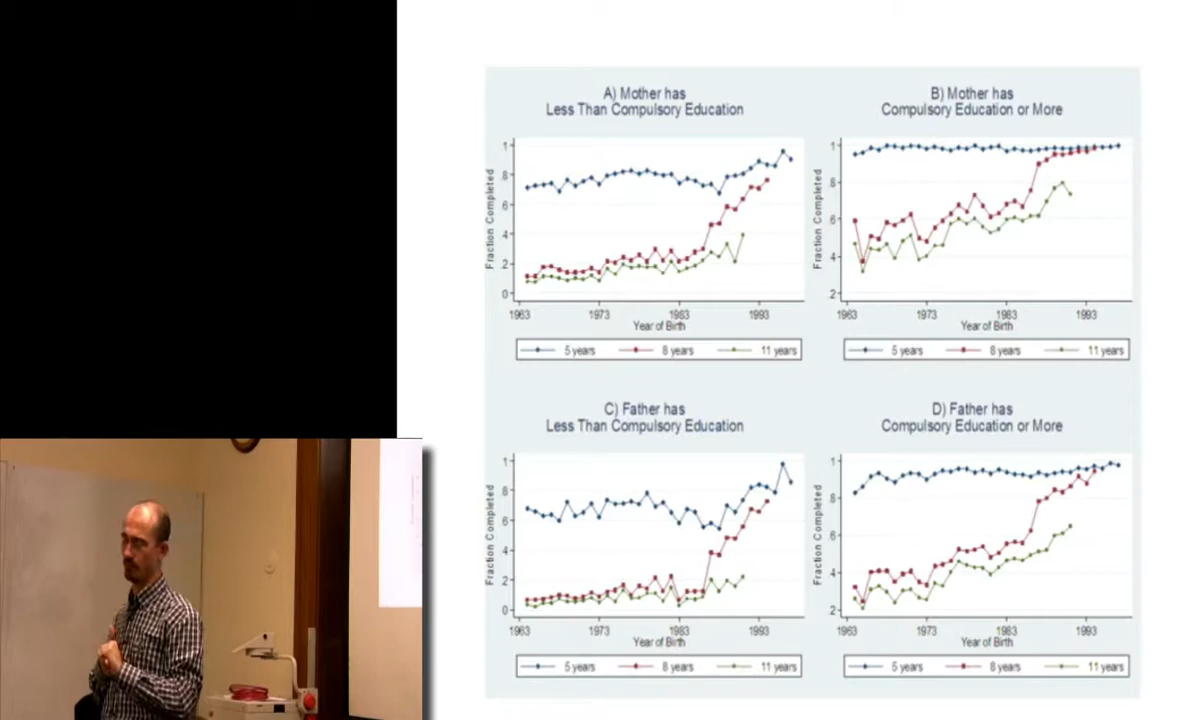 A) Mother has
Less Than Compulsory Education
Fraction Completed
1
.8
.6
.4
.2
0
1963 1973 1983 1993
Year of Birth
5 years 8 years 11 years
B) Mother has
Compulsory Education or More
Fraction Completed
1
.8
.6
.4
.2
1963 1973 1983 1993
Year of Birth
5 years 8 years 11 years
C) Father has
Less Than Compulsory Education
Fraction Completed
1
.8
.6
.4
.2
0
1963 1973 1983 1993
Year of Birth
5 years 8 years 11 years
D) Father has
Compulsory Education or More
Fraction Completed
1
.8
.6
.4
.2
1963 1973 1983 1993
Year of Birth
5 years 8 years 11 years